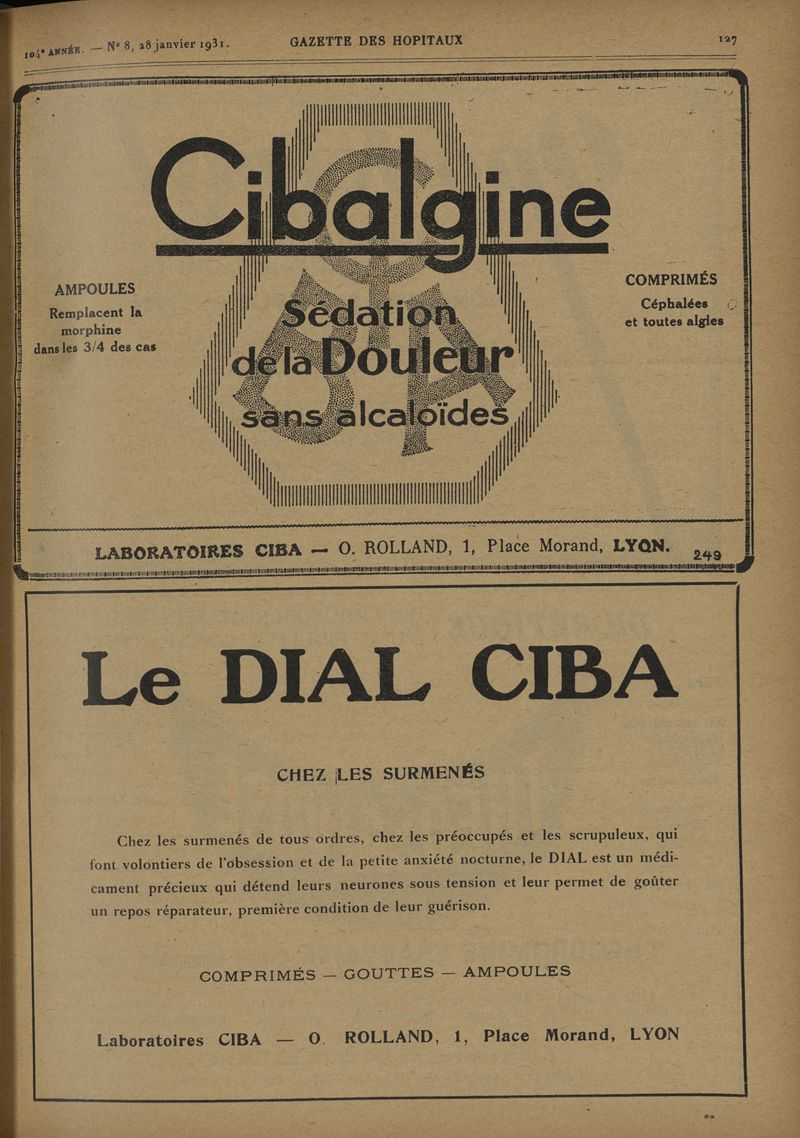 104ᵉ ANNÉE. — Nº 8, 28 janvier 1931.
GAZETTE DES HOPITAUX
127
Cibalgine
AMPOULES
Remplacent la
morphine
dans les 3/4 des cas
COMPRIMÉS
Céphalées
et toutes algies
CIBA
Sédation
de la Douleur
sans alcaloïdes
LABORATOIRES CIBA — O. ROLLAND, 1, Place Morand, LYON.
249
Le DIAL CIBA
CHEZ LES SURMENÉS
Chez les surmenés de tous ordres, chez les préoccupés et les scrupuleux, qui
font volontiers de l'obsession et de la petite anxiété nocturne, le DIAL est un médi-
cament précieux qui détend leurs neurones sous tension et leur permet de goûter
un repos réparateur, première condition de leur guérison.
COMPRIMÉS — GOUTTES — AMPOULES
Laboratoires CIBA — O. ROLLAND, 1, Place Morand, LYON
**